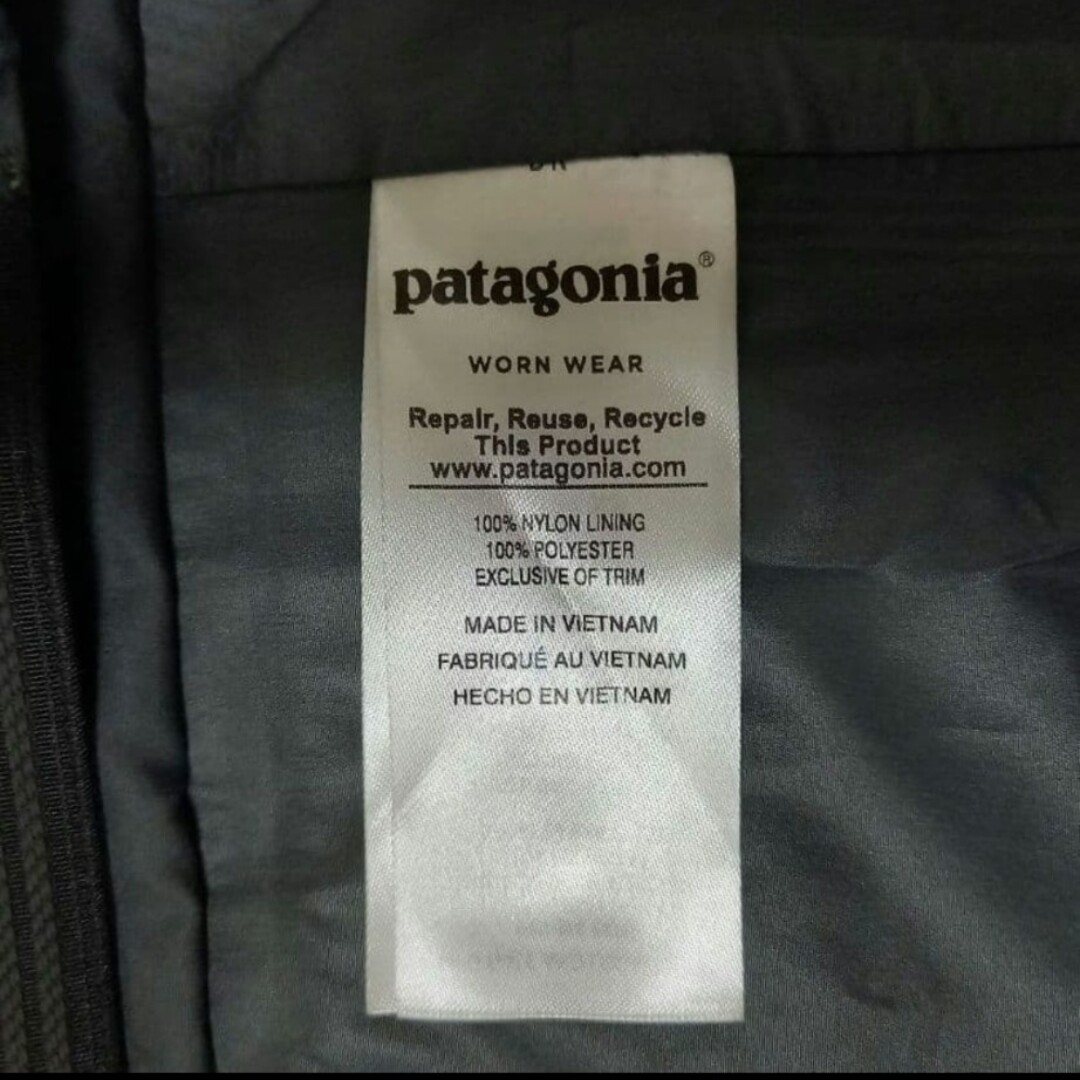 patagonia®
WORN WEAR
Repair, Reuse, Recycle
This Product
www.patagonia.com
100% NYLON LINING
100% POLYESTER
EXCLUSIVE OF TRIM
MADE IN VIETNAM
FABRIQUÉ AU VIETNAM
HECHO EN VIETNAM